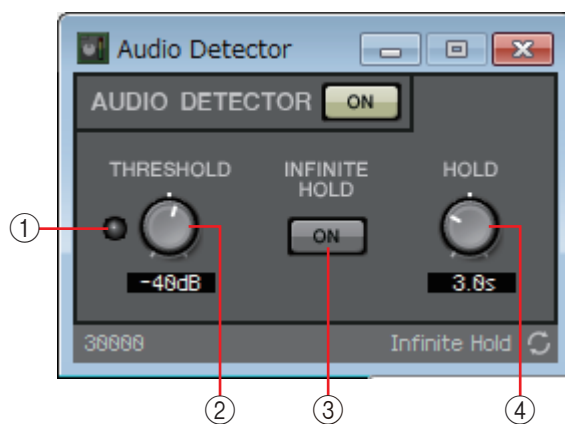 Audio Detector
AUDIO DETECTOR ON
THRESHOLD
INFINITE
HOLD
HOLD
①
ON
-40dB
3.0s
30000
Infinite Hold
② ③ ④